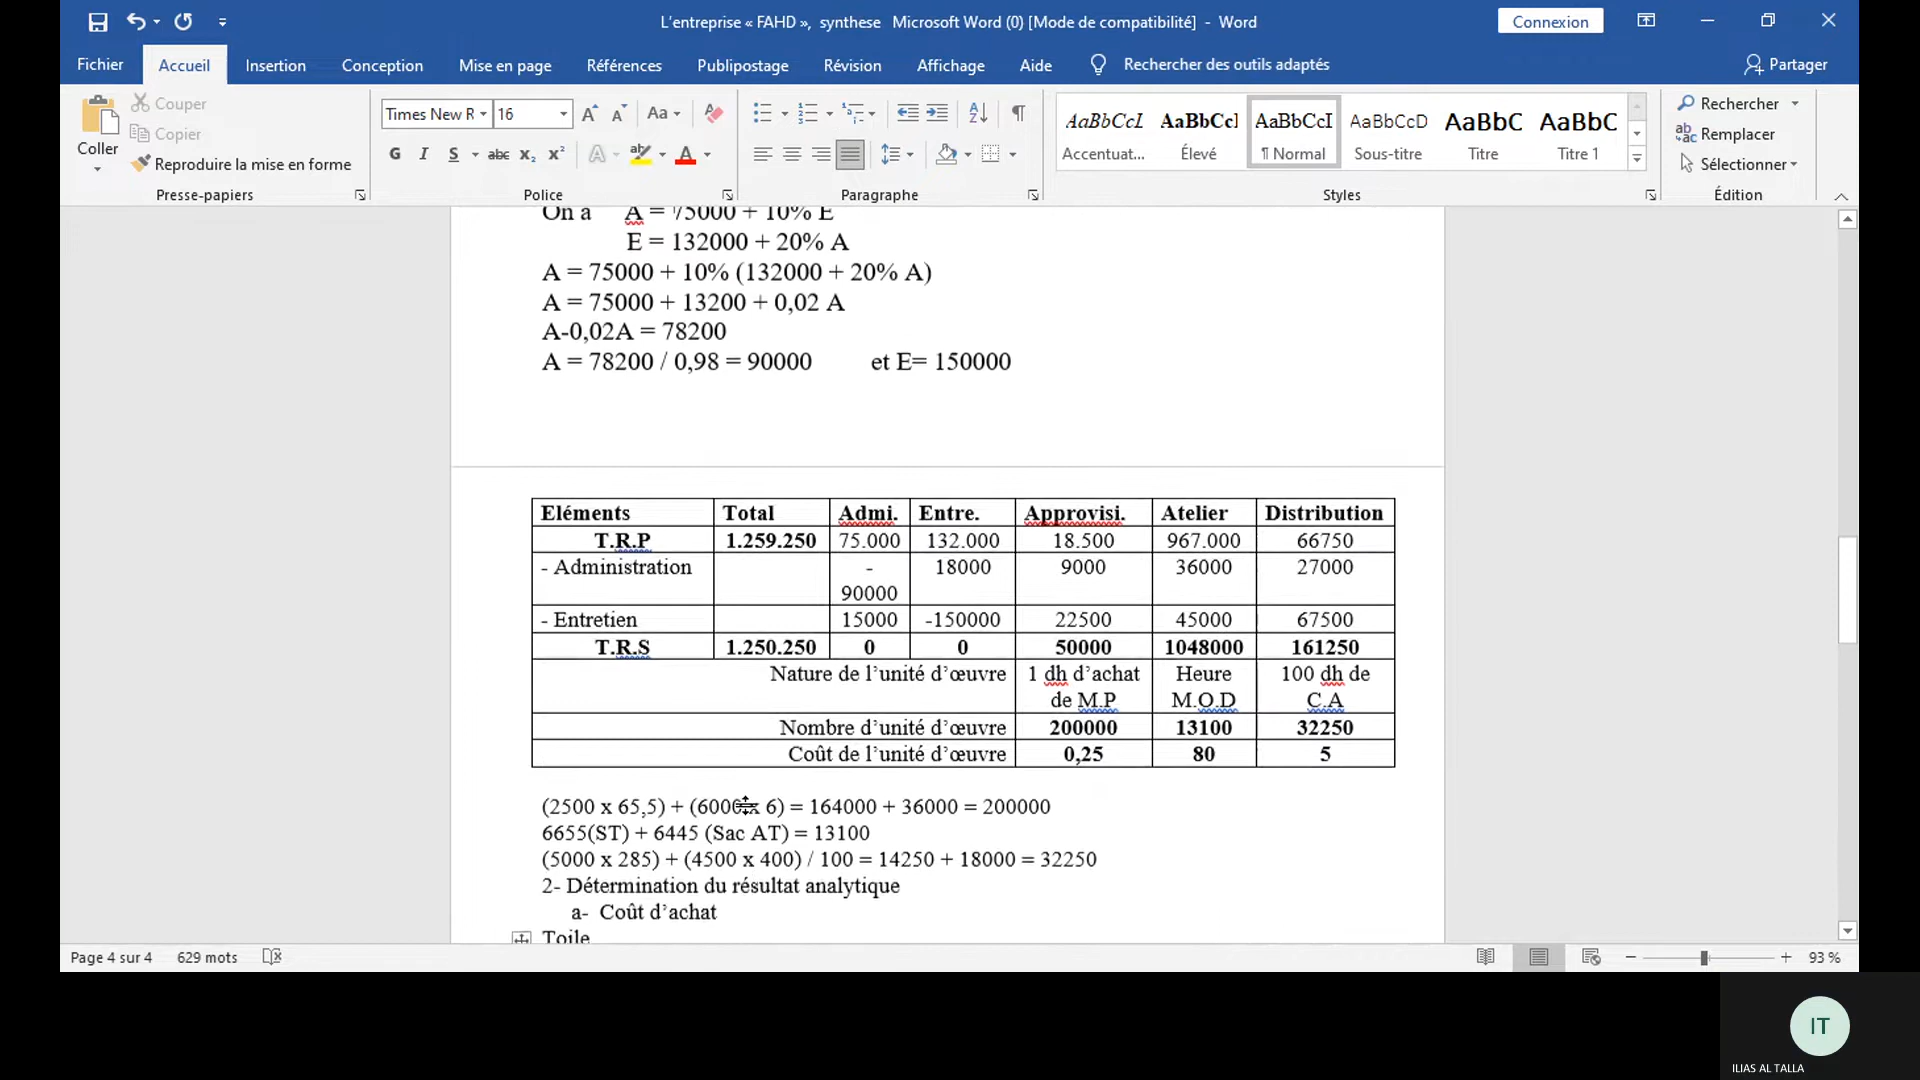 L'entreprise « FAHD », synthese Microsoft Word (0) [Mode de compatibilité] - Word
Connexion
Fichier Accueil Insertion Conception Mise en page Références Publipostage Révision Affichage Aide Rechercher des outils adaptés Partager
Coller
Couper
Copier
Reproduire la mise en forme
Presse-papiers
Times New R 16
Aa
G I S abc x₂ x²
Police
Paragraphe
AaBbCcL Accentuat...
AaBbCcI Élevé
AaBbCcI ¶ Normal
AaBbCcD Sous-titre
AaBbC Titre
AaBbC Titre 1
Styles
Rechercher
Remplacer
Sélectionner
Édition
On a A = 75000 + 10% E
E = 132000 + 20% A
A = 75000 + 10% (132000 + 20% A)
A = 75000 + 13200 + 0,02 A
A-0,02A = 78200
A = 78200 / 0,98 = 90000 et E= 150000
Eléments Total Admi. Entre. Approvisi. Atelier Distribution
T.R.P 1.259.250 75.000 132.000 18.500 967.000 66750
- Administration - 18000 9000 36000 27000
90000
- Entretien 15000 -150000 22500 45000 67500
T.R.S 1.250.250 0 0 50000 1048000 161250
Nature de l'unité d'œuvre 1 dh d'achat Heure 100 dh de
de M.P M.O.D C.A
Nombre d'unité d'œuvre 200000 13100 32250
Coût de l'unité d'œuvre 0,25 80 5
(2500 x 65,5) + (6000 x 6) = 164000 + 36000 = 200000
6655(ST) + 6445 (Sac AT) = 13100
(5000 x 285) + (4500 x 400) / 100 = 14250 + 18000 = 32250
2- Détermination du résultat analytique
a- Coût d'achat
Toile
Page 4 sur 4 629 mots 93 %
IT
ILIAS AL TALLA